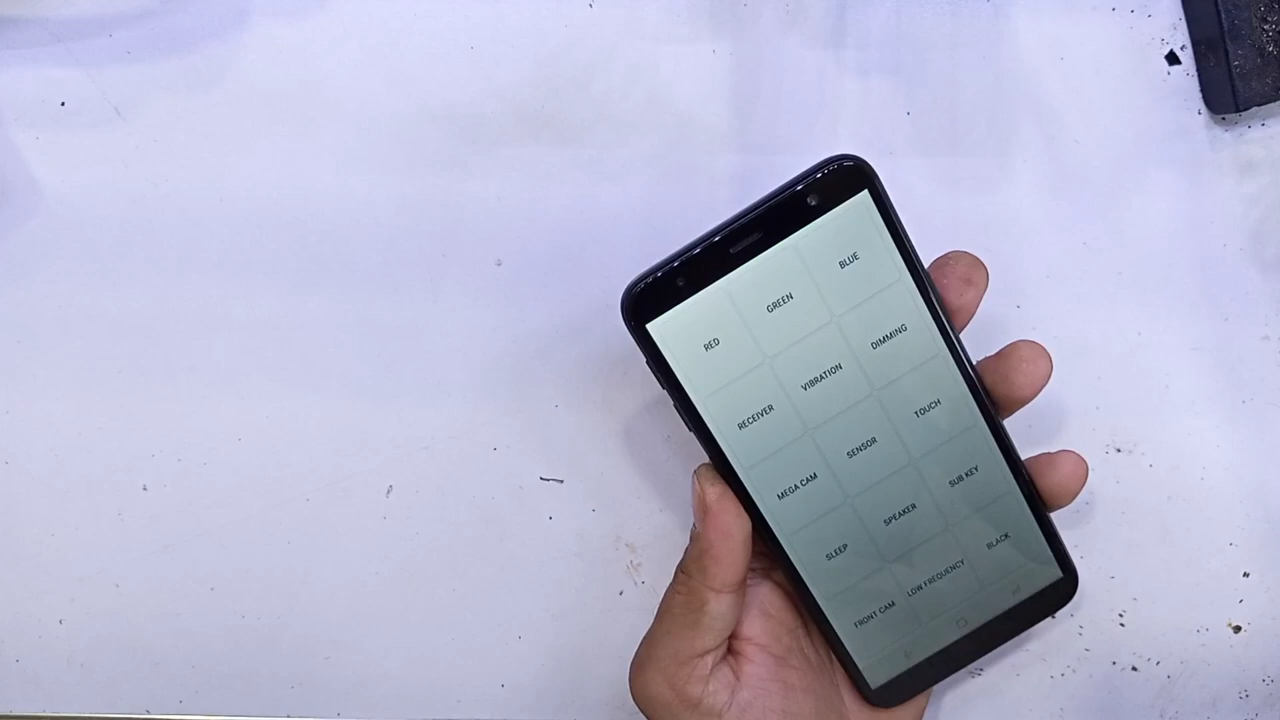 RED GREEN BLUE
RECEIVER VIBRATION DIMMING
MEGA CAM SENSOR TOUCH
SLEEP SPEAKER SUB KEY
FRONT CAM LOW FREQUENCY BLACK